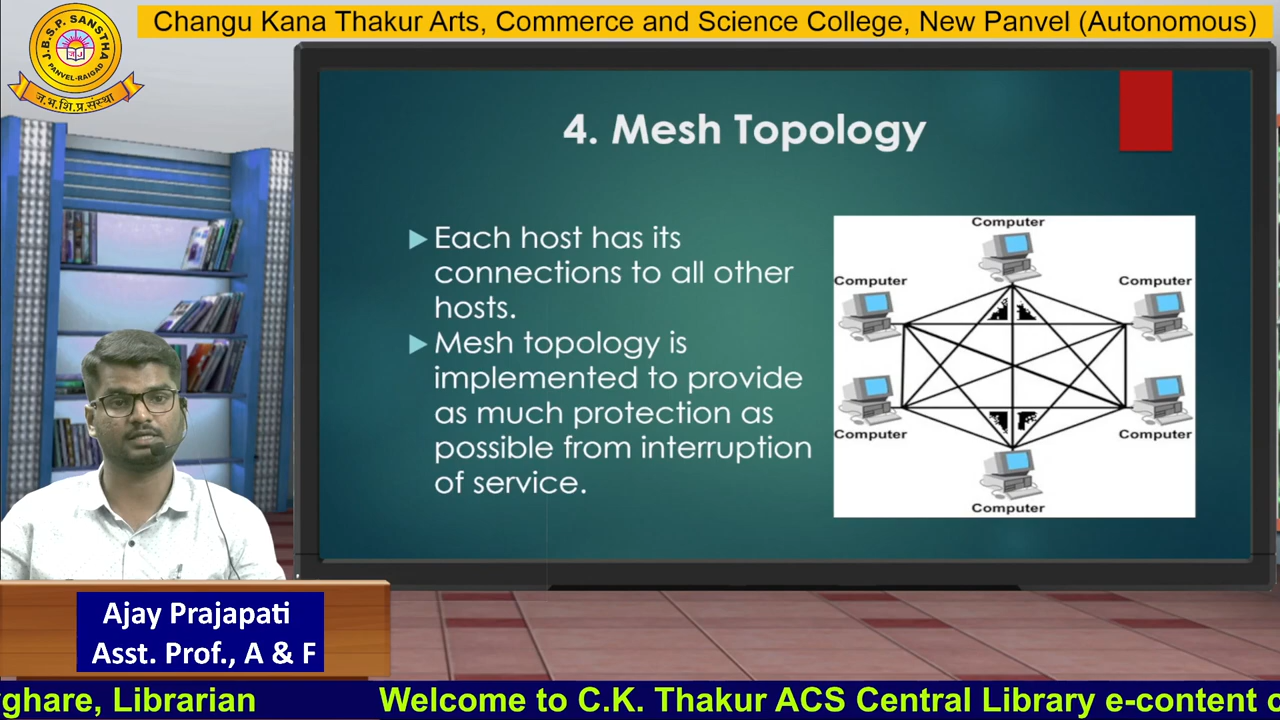 Changu Kana Thakur Arts, Commerce and Science College, New Panvel (Autonomous)
J.B.S.P. SANSTHA
PANVEL-RAIGAD
ज.भ.शि.प्र.संस्था
4. Mesh Topology
Each host has its
connections to all other
hosts.
Mesh topology is
implemented to provide
as much protection as
possible from interruption
of service.
Computer
Computer
Computer
Computer
Computer
Computer
Ajay Prajapati
Asst. Prof., A & F
ghare, Librarian
Welcome to C.K. Thakur ACS Central Library e-content